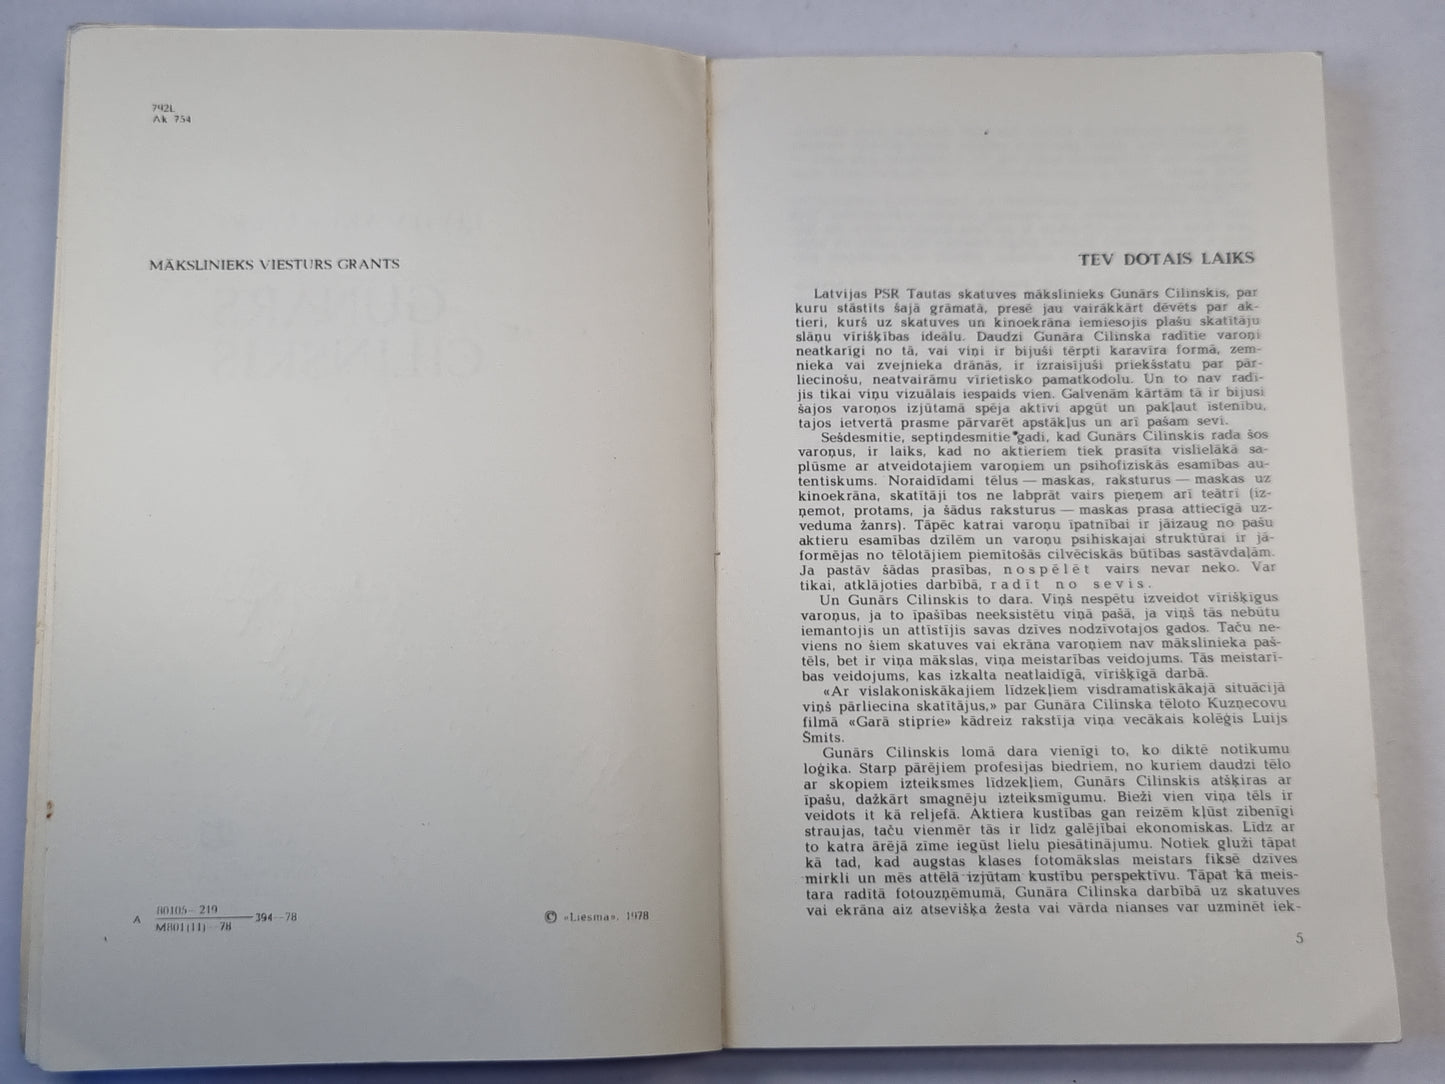 792L
Ak 754
MĀKSLINIEKS VIESTURS GRANTS
A 80105—219 / M801(11)—78 —394—78
© «Liesma», 1978
TEV DOTAIS LAIKS
Latvijas PSR Tautas skatuves mākslinieks Gunārs Cilinskis, par
kuru stāstīts šajā grāmatā, presē jau vairākkārt dēvēts par ak-
tieri, kurš uz skatuves un kinoekrāna iemiesojis plašu skatītāju
slāņu vīrišķības ideālu. Daudzi Gunāra Cilinska radītie varoņi
neatkarīgi no tā, vai viņi ir bijuši tērpti karavīra formā, zem-
nieka vai zvejnieka drānās, ir izraisījuši priekšstatu par pār-
liecinošu, neatvairāmu vīrietisko pamatkodolu. Un to nav radī-
jis tikai viņu vizuālais iespaids vien. Galvenām kārtām tā ir bijusi
šajos varoņos izjūtamā spēja aktīvi apgūt un pakļaut īstenību,
tajos ietvertā prasme pārvarēt apstākļus un arī pašam sevi.
Sešdesmitie, septiņdesmitie gadi, kad Gunārs Cilinskis rada šos
varoņus, ir laiks, kad no aktieriem tiek prasīta vislielākā sa-
plūsme ar atveidotajiem varoņiem un psihofiziskās esamības au-
tentiskums. Noraidīdami tēlus — maskas, raksturus — maskas uz
kinoekrāna, skatītāji tos ne labprāt vairs pieņem arī teātrī (iz-
ņemot, protams, ja šādus raksturus — maskas prasa attiecīgā uz-
veduma žanrs). Tāpēc katrai varoņu īpatnībai ir jāizaug no pašu
aktieru esamības dzīlēm un varoņu psihiskajai struktūrai ir jā-
formējas no tēlotājiem piemītošās cilvēciskās būtības sastāvdaļām.
Ja pastāv šādas prasības, nospēlēt vairs nevar neko. Var
tikai, atklājoties darbībā, radīt no sevis.
Un Gunārs Cilinskis to dara. Viņš nespētu izveidot vīrišķīgus
varoņus, ja to īpašības neeksistētu viņā pašā, ja viņš tās nebūtu
iemantojis un attīstījis savas dzīves nodzīvotajos gados. Taču ne-
viens no šiem skatuves vai ekrāna varoņiem nav mākslinieka paš-
tēls, bet ir viņa mākslas, viņa meistarības veidojums. Tās meistarī-
bas veidojums, kas izkalta neatlaidīgā, vīrišķīgā darbā.
«Ar vislakoniskākajiem līdzekļiem visdramatiskākajā situācijā
viņš pārliecina skatītājus,» par Gunāra Cilinska tēloto Kuzņecovu
filmā «Garā stiprie» kādreiz rakstīja viņa vecākais kolēģis Luijs
Šmits.
Gunārs Cilinskis lomā dara vienīgi to, ko diktē notikumu
loģika. Starp pārējiem profesijas biedriem, no kuriem daudzi tēlo
ar skopiem izteiksmes līdzekļiem, Gunārs Cilinskis atšķiras ar
īpašu, dažkārt smagnēju izteiksmīgumu. Bieži vien viņa tēls ir
veidots it kā reljefā. Aktiera kustības gan reizēm kļūst zibenīgi
straujas, taču vienmēr tās ir līdz galējībai ekonomiskas. Līdz ar
to katra ārējā zīme iegūst lielu piesātinājumu. Notiek gluži tāpat
kā tad, kad augstas klases fotomākslas meistars fiksē dzīves
mirkli un mēs attēlā izjūtam kustību perspektīvu. Tāpat kā meis-
tara radītā fotouzņēmumā, Gunāra Cilinska darbībā uz skatuves
vai ekrāna aiz atsevišķa žesta vai vārda nianses var uzminēt iek-
5